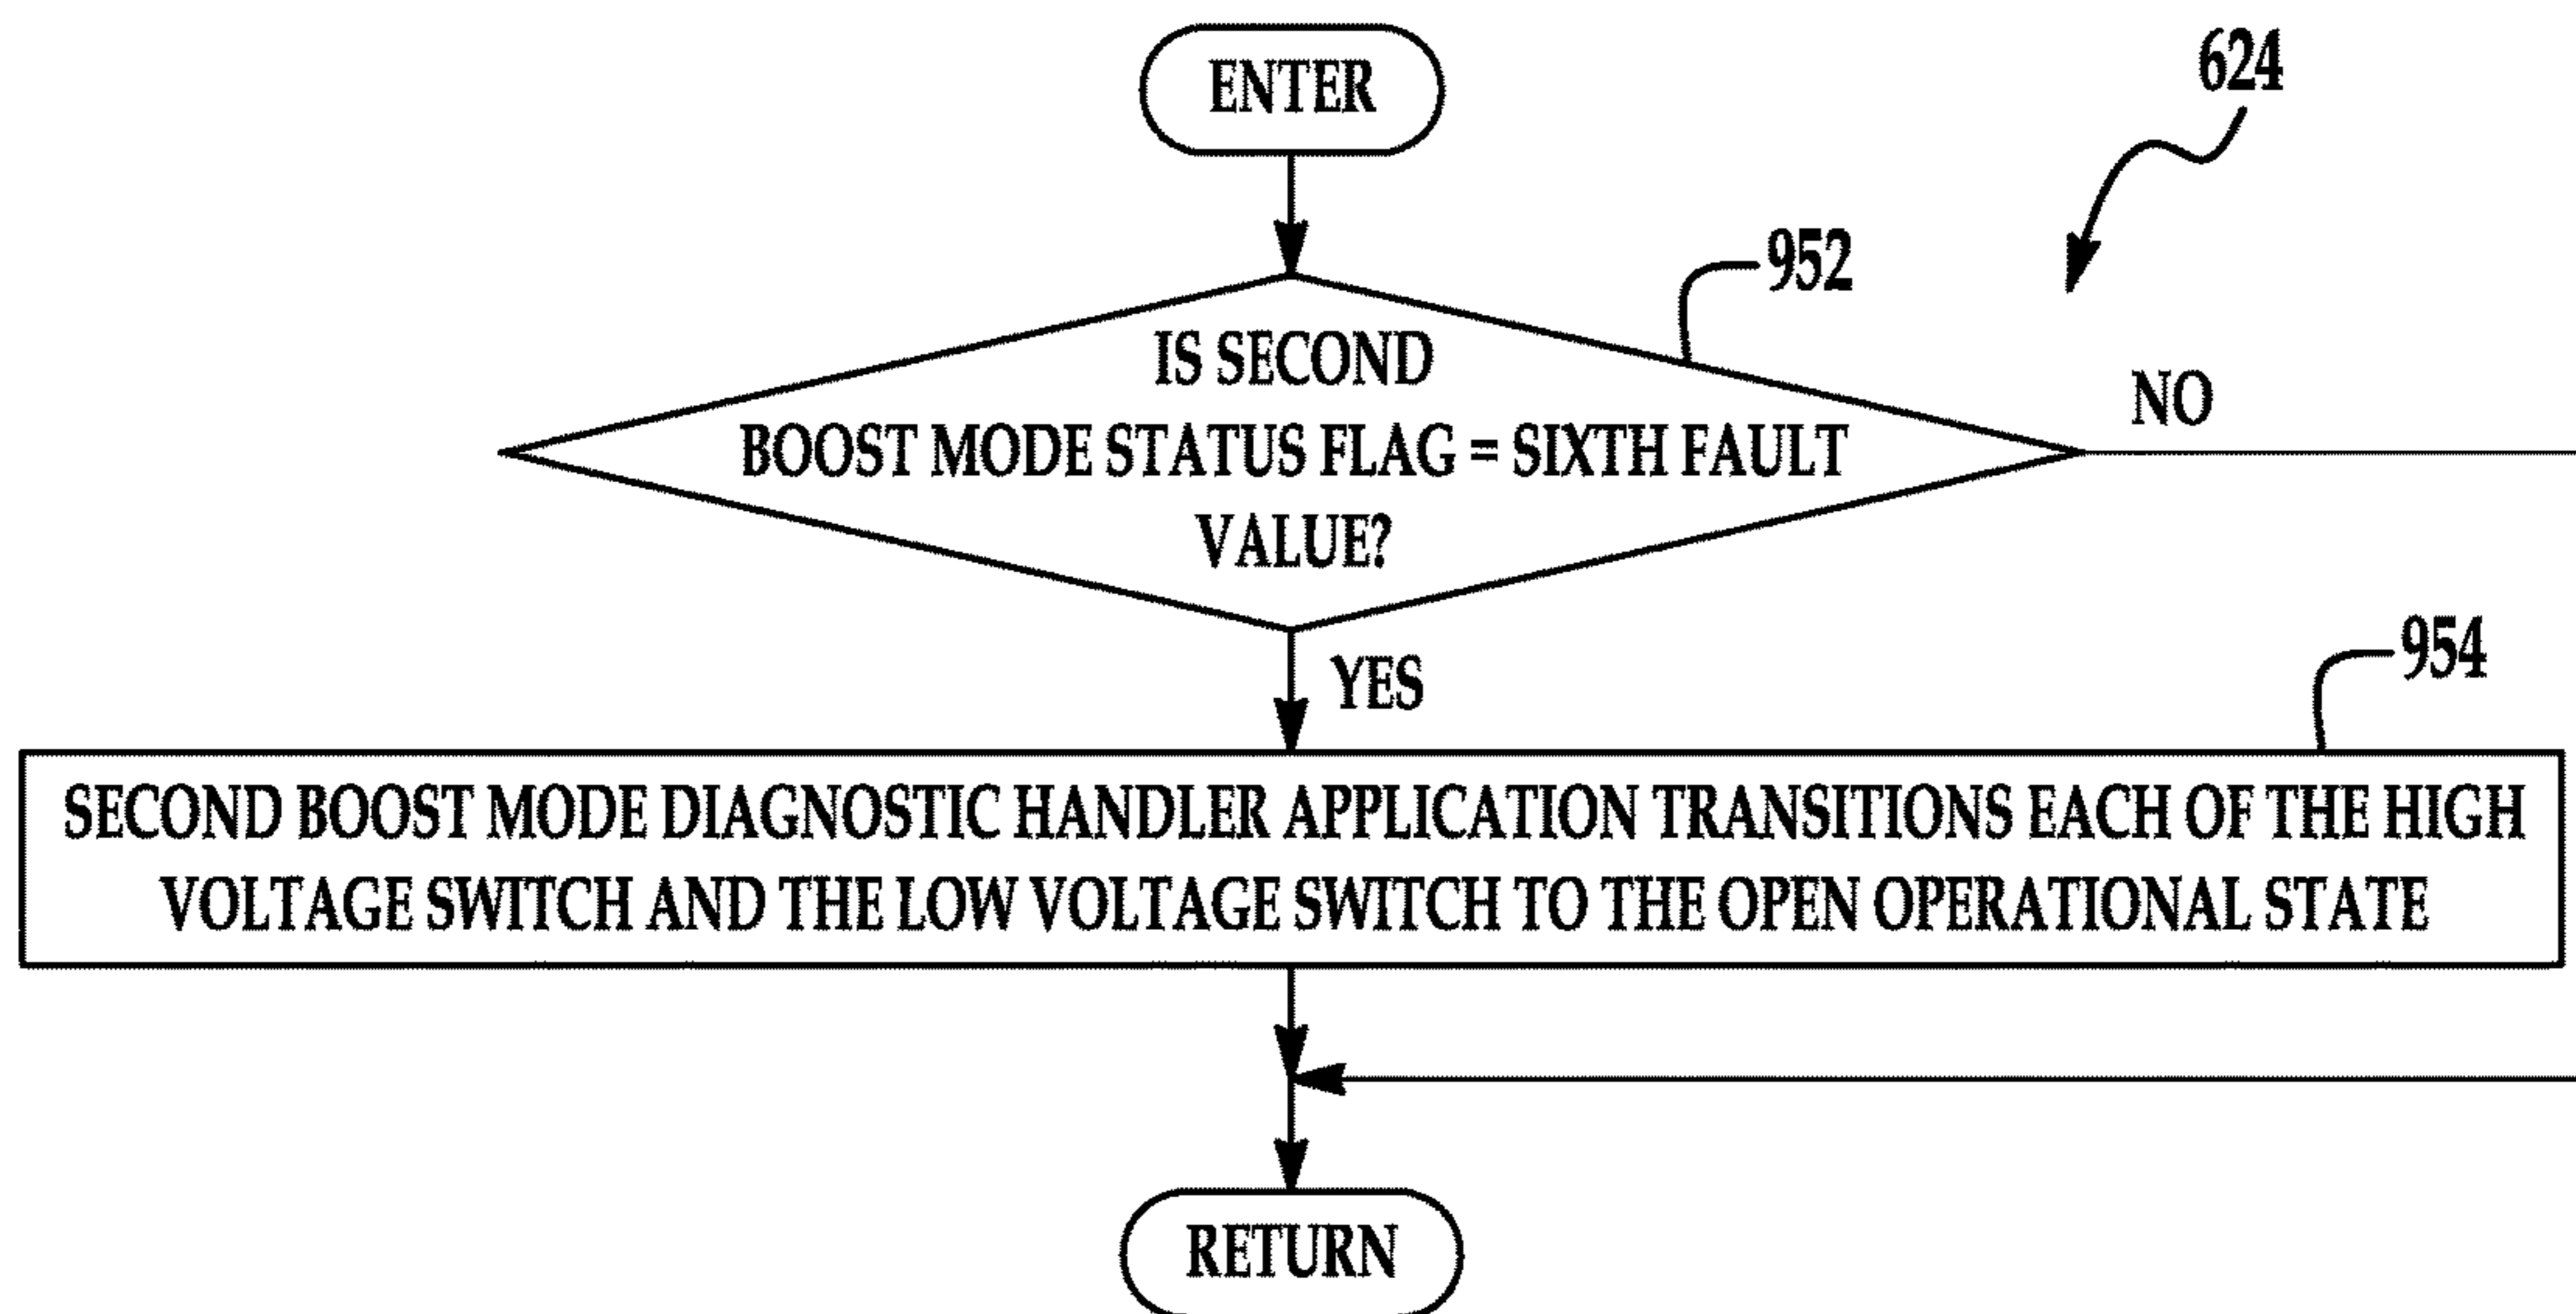 ENTER
624
952
IS SECOND
BOOST MODE STATUS FLAG = SIXTH FAULT
VALUE?
NO
YES
954
SECOND BOOST MODE DIAGNOSTIC HANDLER APPLICATION TRANSITIONS EACH OF THE HIGH
VOLTAGE SWITCH AND THE LOW VOLTAGE SWITCH TO THE OPEN OPERATIONAL STATE
RETURN